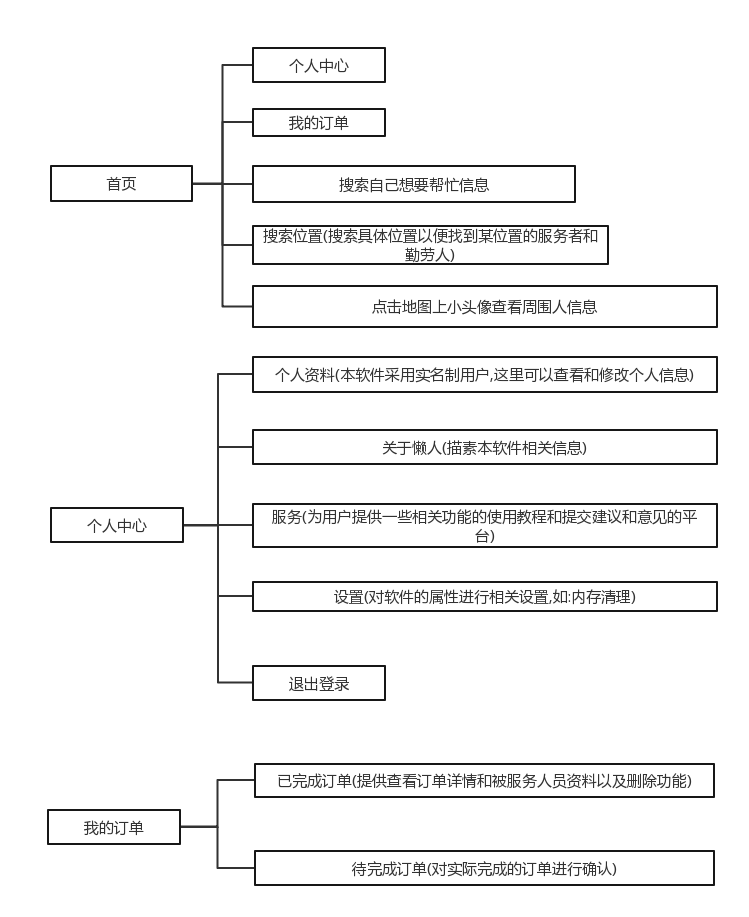 个人中心
我的订单
首页
搜索自己想要帮忙信息
搜索位置(搜索具体位置以便找到某位置的服务者和
勤劳人)
点击地图上小头像查看周围人信息
个人资料(本软件采用实名制用户,这里可以查看和修改个人信息)
关于懒人(描素本软件相关信息)
个人中心
服务(为用户提供一些相关功能的使用教程和提交建议和意见的平
台)
设置(对软件的属性进行相关设置,如:内存清理)
退出登录
已完成订单(提供查看订单详情和被服务人员资料以及删除功能)
我的订单
待完成订单(对实际完成的订单进行确认)